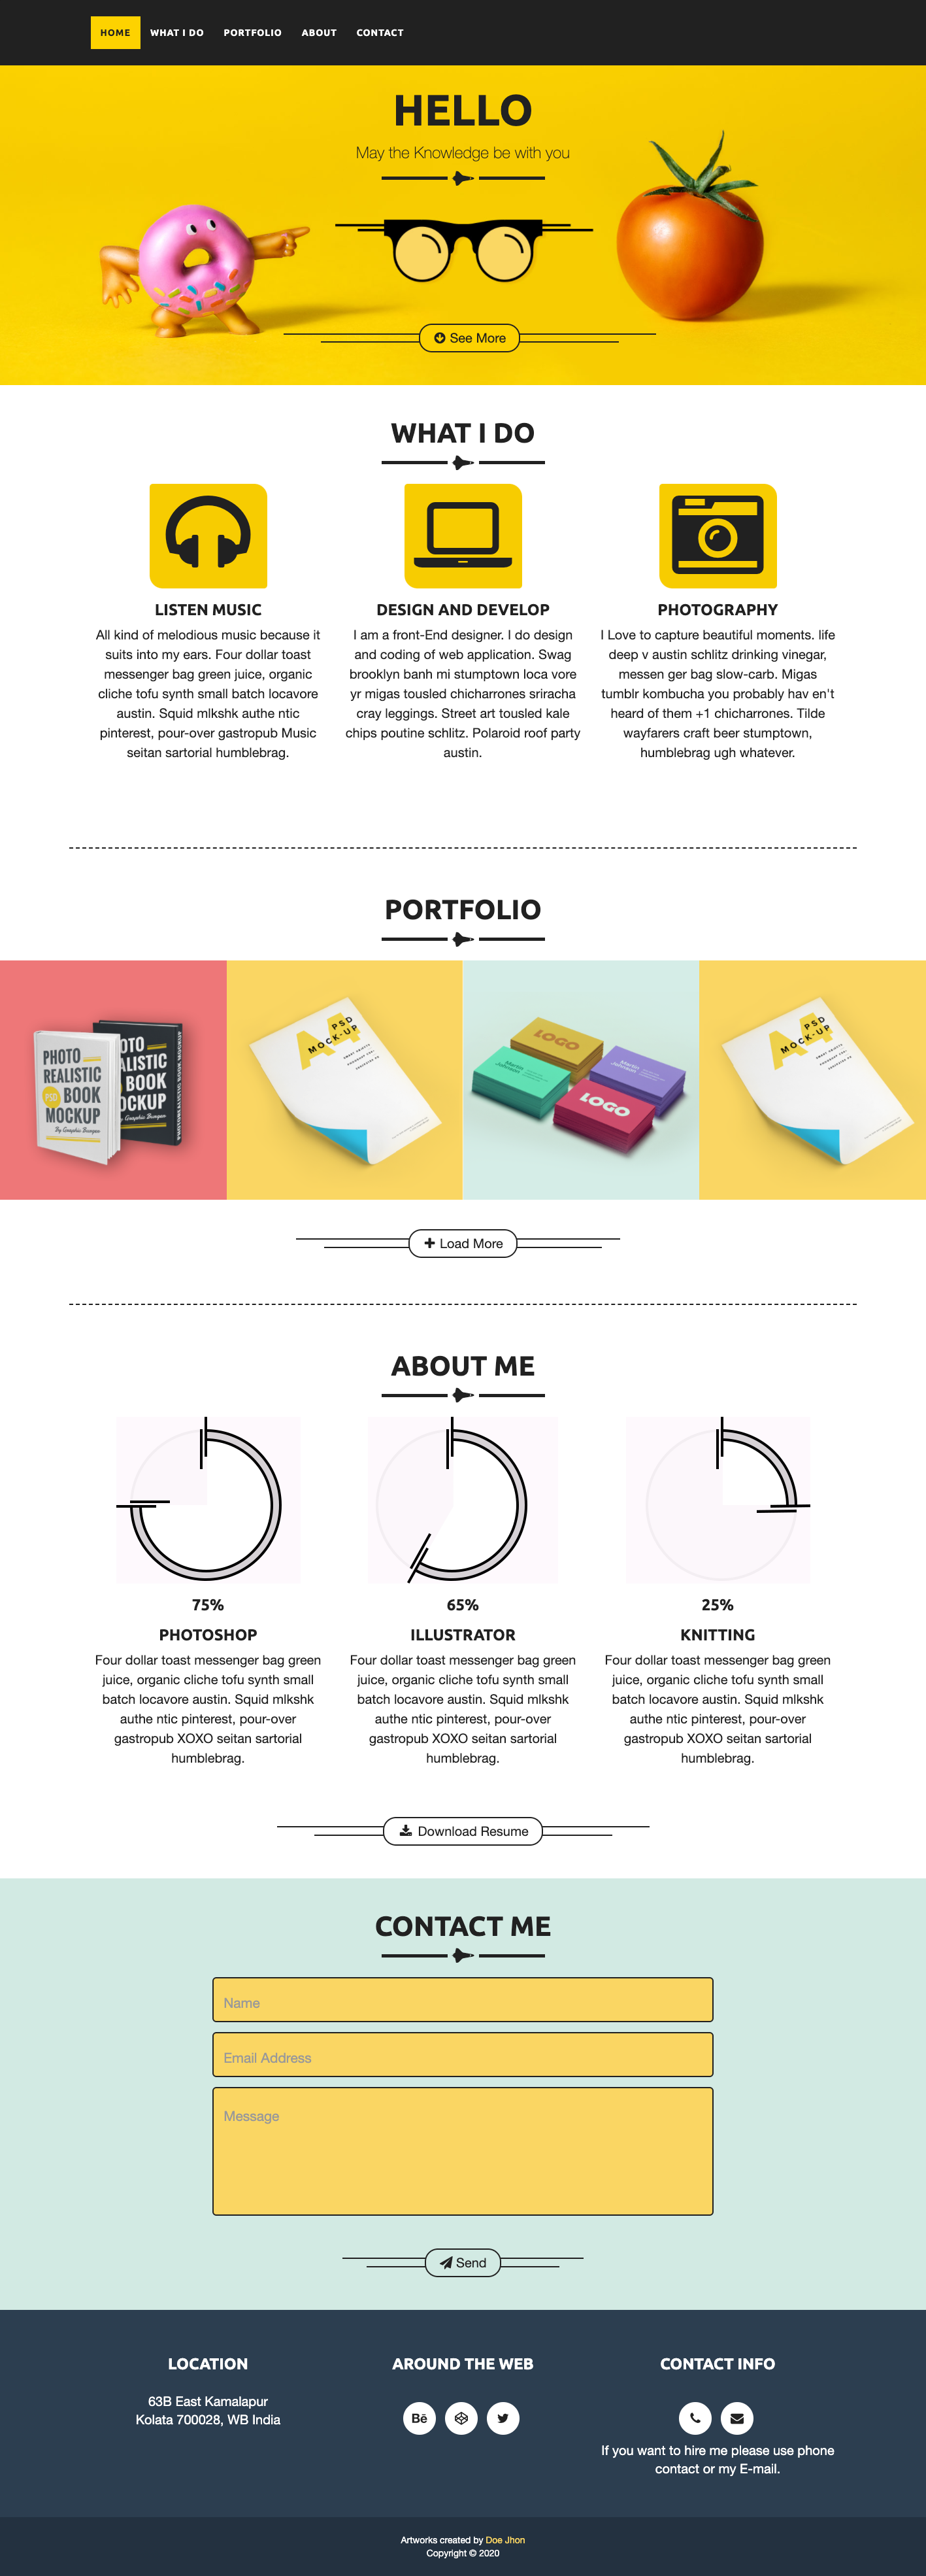 HOME WHAT I DO PORTFOLIO ABOUT CONTACT
HELLO
May the Knowledge be with you
See More
WHAT I DO
LISTEN MUSIC
All kind of melodious music because it
suits into my ears. Four dollar toast
messenger bag green juice, organic
cliche tofu synth small batch locavore
austin. Squid mlkshk authe ntic
pinterest, pour-over gastropub Music
seitan sartorial humblebrag.
DESIGN AND DEVELOP
I am a front-End designer. I do design
and coding of web application. Swag
brooklyn banh mi stumptown loca vore
yr migas tousled chicharrones sriracha
cray leggings. Street art tousled kale
chips poutine schlitz. Polaroid roof party
austin.
PHOTOGRAPHY
I Love to capture beautiful moments. life
deep v austin schlitz drinking vinegar,
messen ger bag slow-carb. Migas
tumblr kombucha you probably hav en't
heard of them +1 chicharrones. Tilde
wayfarers craft beer stumptown,
humblebrag ugh whatever.
PORTFOLIO
PHOTO
REALISTIC
PSD BOOK
MOCKUP
By Graphic Burger
OTO
ALISTIC
BOOK
OCKUP
A4 PSD
MOCK-UP
LOGO
LOGO
A4 PSD
MOCK-UP
Load More
ABOUT ME
75%
PHOTOSHOP
Four dollar toast messenger bag green
juice, organic cliche tofu synth small
batch locavore austin. Squid mlkshk
authe ntic pinterest, pour-over
gastropub XOXO seitan sartorial
humblebrag.
65%
ILLUSTRATOR
Four dollar toast messenger bag green
juice, organic cliche tofu synth small
batch locavore austin. Squid mlkshk
authe ntic pinterest, pour-over
gastropub XOXO seitan sartorial
humblebrag.
25%
KNITTING
Four dollar toast messenger bag green
juice, organic cliche tofu synth small
batch locavore austin. Squid mlkshk
authe ntic pinterest, pour-over
gastropub XOXO seitan sartorial
humblebrag.
Download Resume
CONTACT ME
Name
Email Address
Message
Send
LOCATION
63B East Kamalapur
Kolata 700028, WB India
AROUND THE WEB
Bē
CONTACT INFO
If you want to hire me please use phone
contact or my E-mail.
Artworks created by Doe Jhon
Copyright © 2020